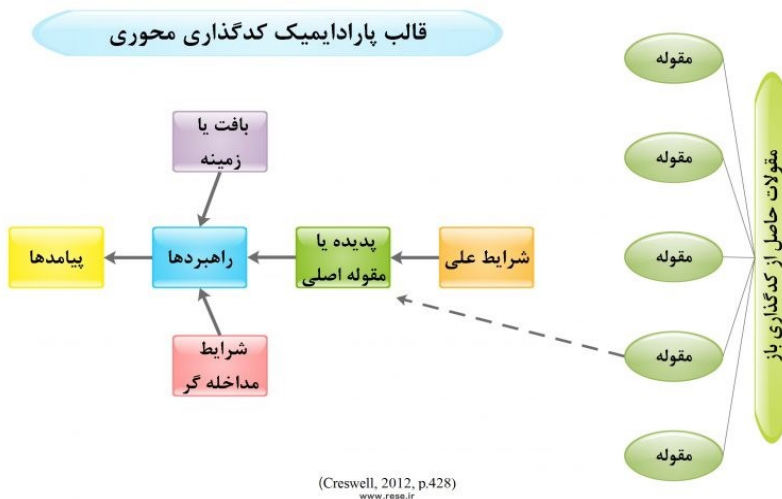 قالب پارادایمیک کدگذاری محوری
مقولات حاصل از کدگذاری باز
مقوله
مقوله
مقوله
مقوله
مقوله
بافت یا
زمینه
شرایط علی
پدیده یا
مقوله اصلی
راهبردها
پیامدها
شرایط
مداخله گر
(Creswell, 2012, p.428)
www.rese.ir